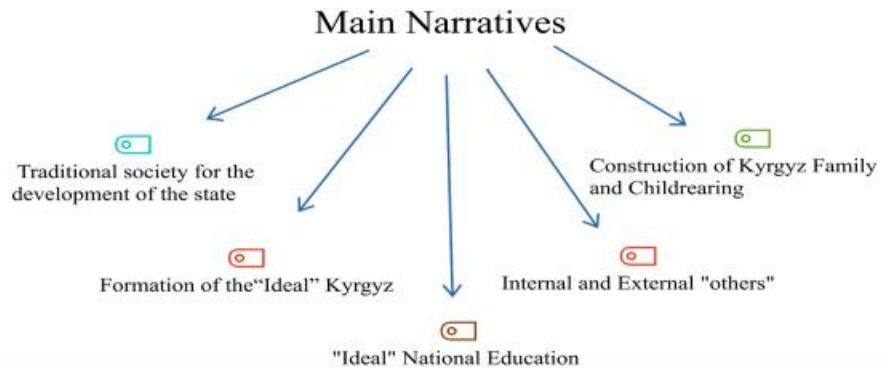 Main Narratives
Traditional society for the
development of the state
Construction of Kyrgyz Family
and Childrearing
Formation of the“Ideal” Kyrgyz
Internal and External "others"
"Ideal" National Education